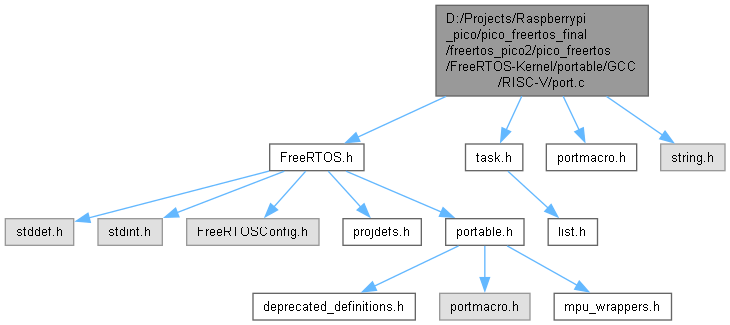 D:/Projects/Raspberrypi
_pico/pico_freertos_final
/freertos_pico2/pico_freertos
/FreeRTOS-Kernel/portable/GCC
/RISC-V/port.c
FreeRTOS.h
task.h
portmacro.h
string.h
stddef.h
stdint.h
FreeRTOSConfig.h
projdefs.h
portable.h
list.h
deprecated_definitions.h
portmacro.h
mpu_wrappers.h